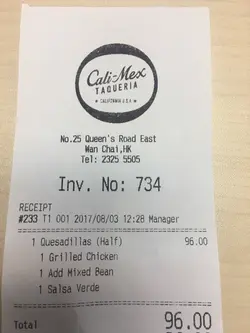 Cali-Mex
TAQUERIA
CALIFORNIA U.S.A
No.25 Queen's Road East
Wan Chai,HK
Tel: 2325 5505
Inv. No: 734
RECEIPT
#233 T1 001 2017/08/03 12:28 Manager
1 Quesadillas (Half) 96.00
1 Grilled Chicken
1 Add Mixed Bean
1 Salsa Verde
Total 96.00